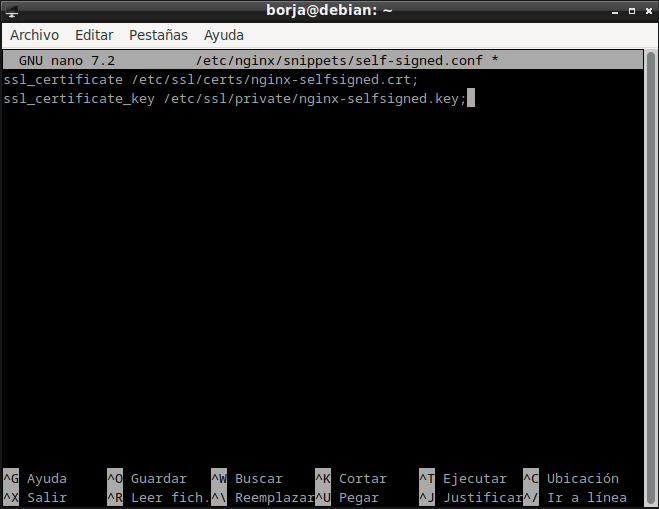 borja@debian: ~
Archivo Editar Pestañas Ayuda
GNU nano 7.2 /etc/nginx/snippets/self-signed.conf *
ssl_certificate /etc/ssl/certs/nginx-selfsigned.crt;
ssl_certificate_key /etc/ssl/private/nginx-selfsigned.key;
^G Ayuda ^O Guardar ^W Buscar ^K Cortar ^T Ejecutar ^C Ubicación
^X Salir ^R Leer fich. ^\ Reemplazar ^U Pegar ^J Justificar ^/ Ir a línea